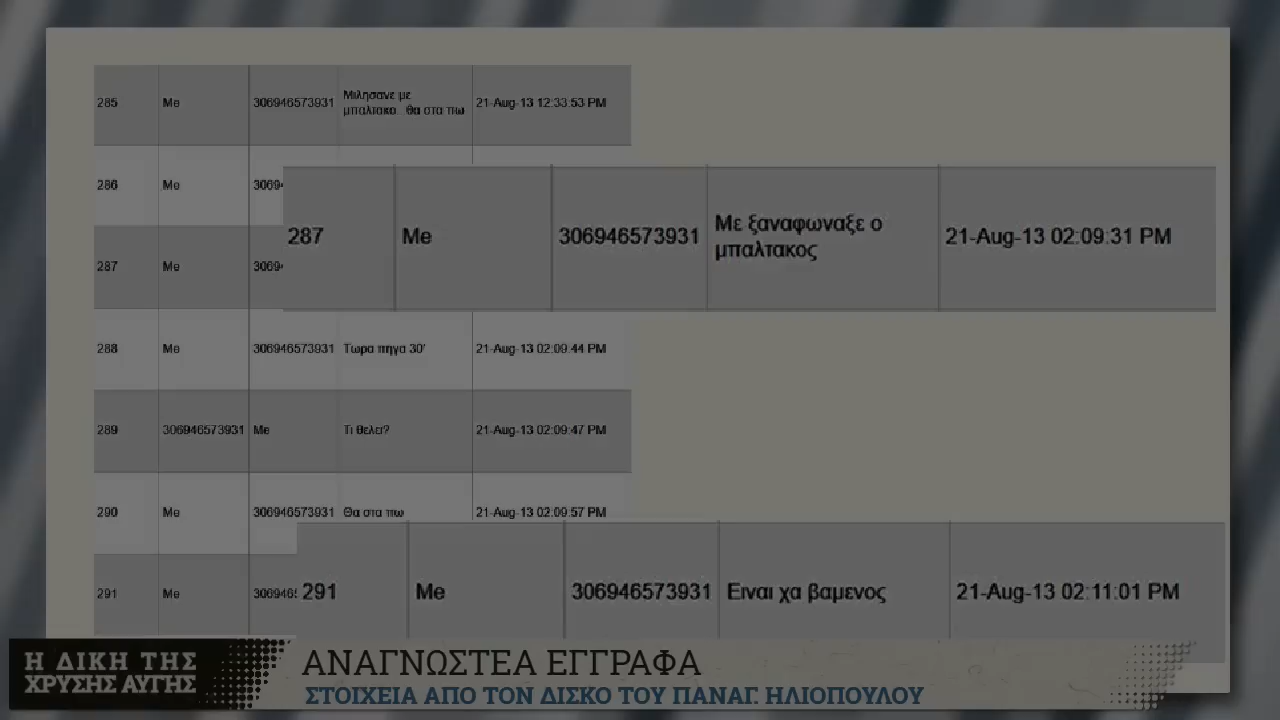 285 Me 306946573931 Μιλησανε με
μπαλτακο...θα στα πω 21-Aug-13 12:33:53 PM
286 Me 3069
287 Me 3069
287 Me 306946573931 Με ξαναφωναξε ο
μπαλτακος 21-Aug-13 02:09:31 PM
288 Me 306946573931 Τωρα πηγα 30' 21-Aug-13 02:09:44 PM
289 306946573931 Me Τι θελει? 21-Aug-13 02:09:47 PM
290 Me 306946573931 Θα στα πω 21-Aug-13 02:09:57 PM
291 Me 30694
291 Me 306946573931 Ειναι χα βαμενος 21-Aug-13 02:11:01 PM
Η ΔΙΚΗ ΤΗΣ
ΧΡΥΣΗΣ ΑΥΓΗΣ
ΑΝΑΓΝΩΣΤΕΑ ΕΓΓΡΑΦΑ
ΣΤΟΙΧΕΙΑ ΑΠΟ ΤΟΝ ΔΙΣΚΟ ΤΟΥ ΠΑΝΑΓ. ΗΛΙΟΠΟΥΛΟΥ